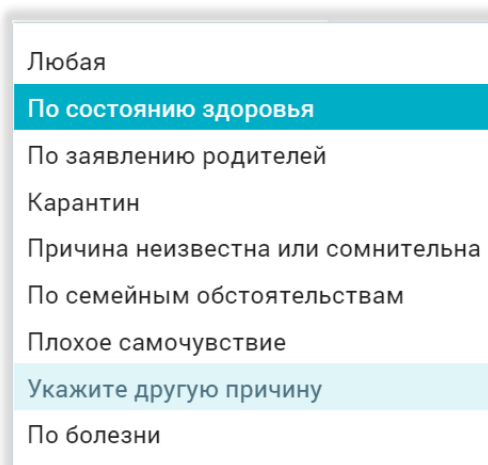 Любая
По состоянию здоровья
По заявлению родителей
Карантин
Причина неизвестна или сомнительна
По семейным обстоятельствам
Плохое самочувствие
Укажите другую причину
По болезни